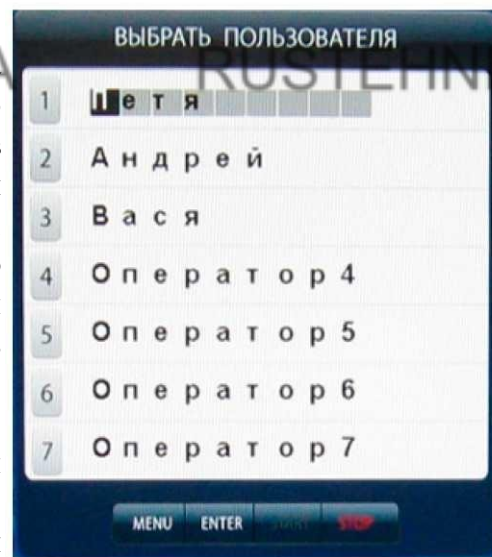 ВЫБРАТЬ ПОЛЬЗОВАТЕЛЯ
RUSTEHNI
1 Петя
2 Андрей
3 Вася
4 Оператор4
5 Оператор5
6 Оператор6
7 Оператор7
MENU ENTER START STOP